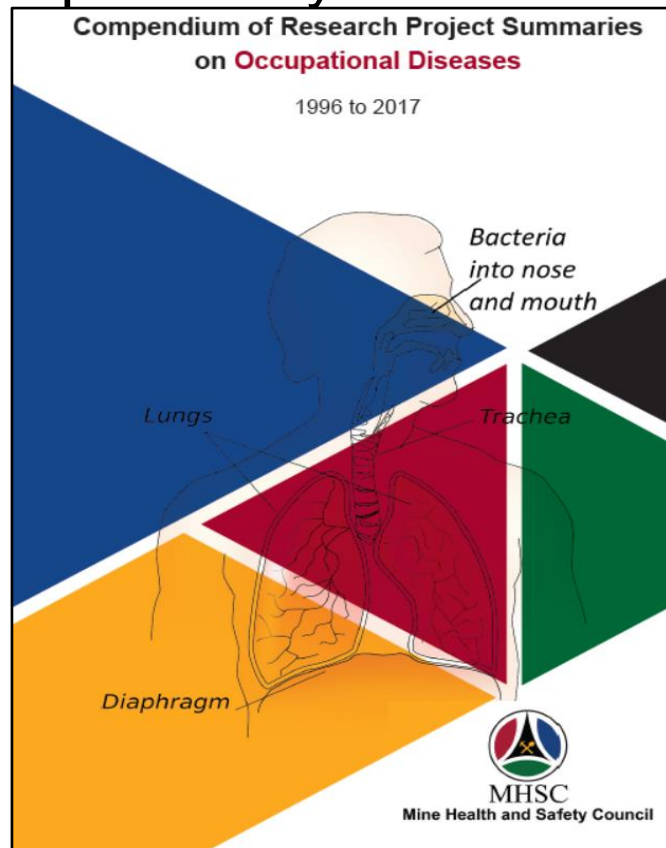 Compendium of Research Project Summaries
on Occupational Diseases
1996 to 2017
Bacteria
into nose
and mouth
Lungs
Trachea
Diaphragm
MHSC
Mine Health and Safety Council